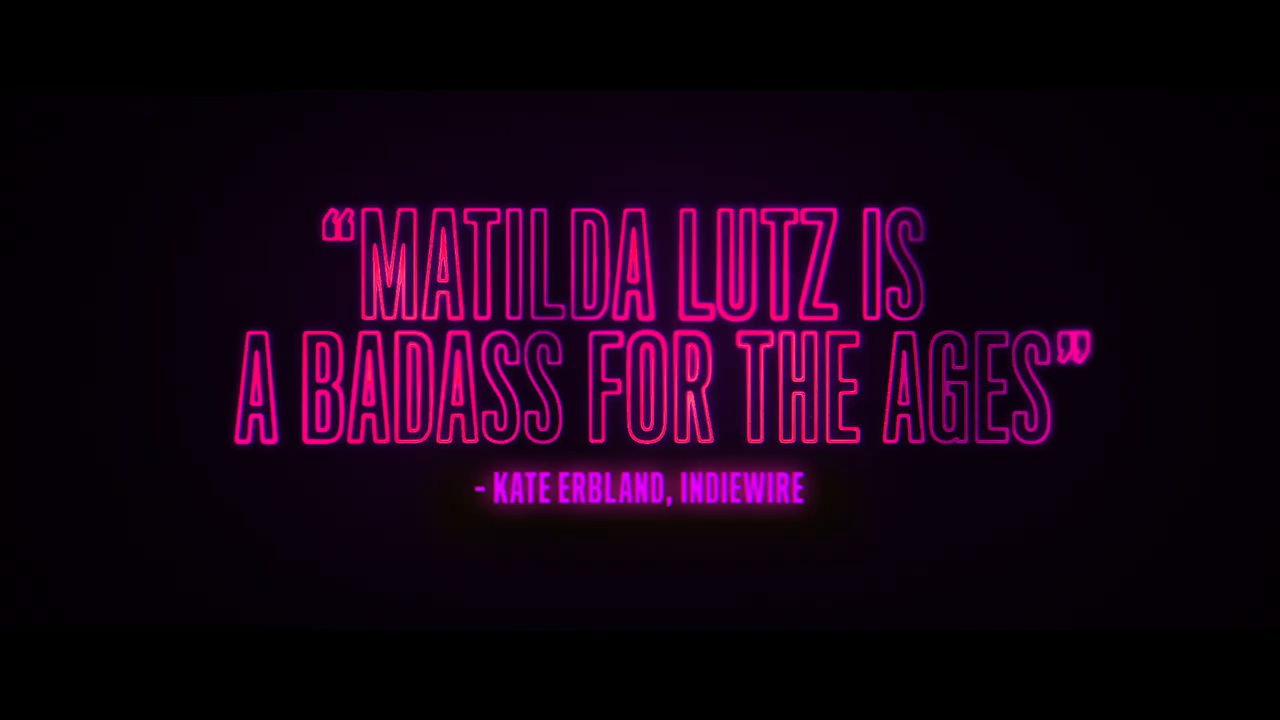 “MATILDA LUTZ IS
A BADASS FOR THE AGES”
- KATE ERBLAND, INDIEWIRE